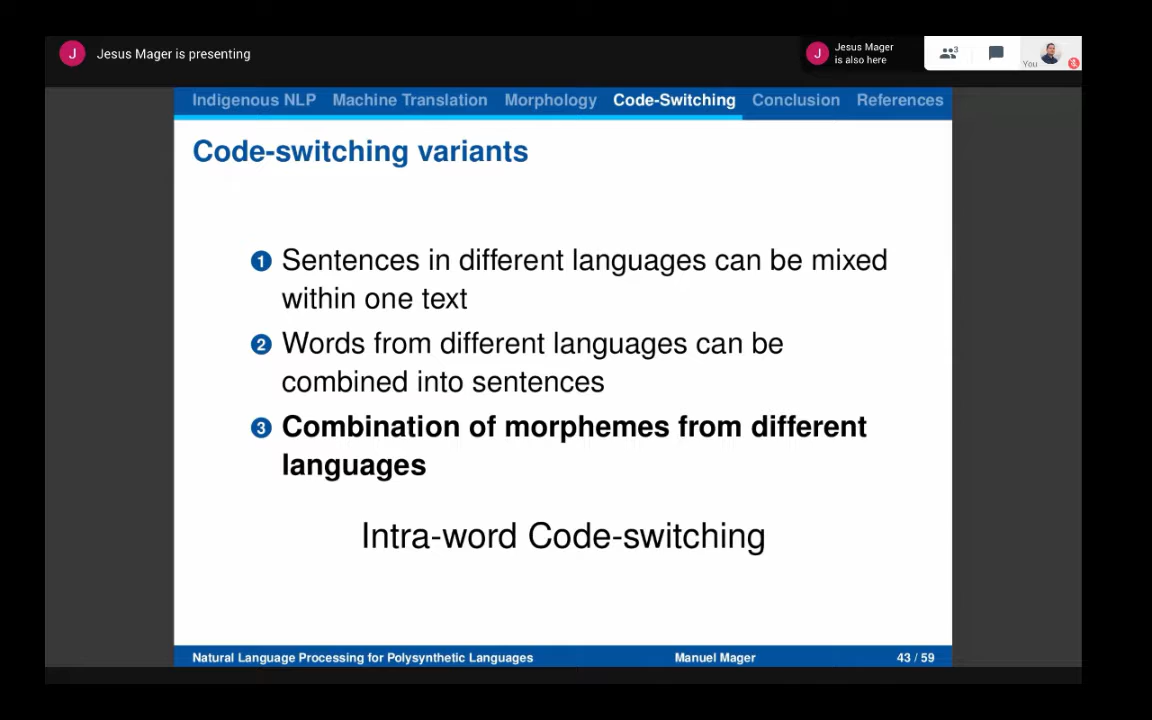 J Jesus Mager is presenting
J Jesus Mager is also here
3
You
Indigenous NLP Machine Translation Morphology Code-Switching Conclusion References
Code-switching variants
1 Sentences in different languages can be mixed
within one text
2 Words from different languages can be
combined into sentences
3 Combination of morphemes from different
languages
Intra-word Code-switching
Natural Language Processing for Polysynthetic Languages Manuel Mager 43 / 59